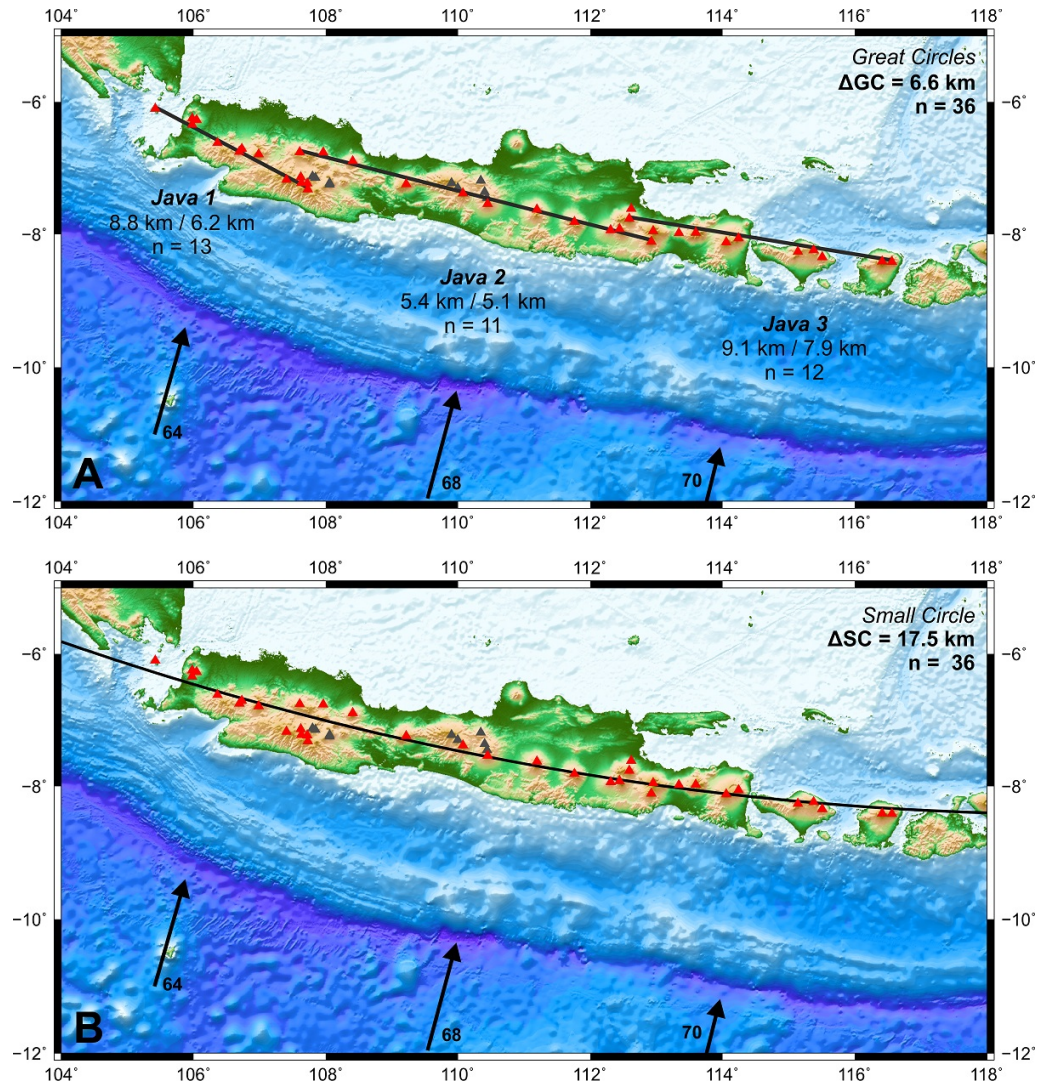 104˚ 106˚ 108˚ 110˚ 112˚ 114˚ 116˚ 118˚
Great Circles
ΔGC = 6.6 km
n = 36
−6˚ −6˚
Java 1
8.8 km / 6.2 km
n = 13
−8˚ −8˚
Java 2
5.4 km / 5.1 km
n = 11
Java 3
9.1 km / 7.9 km
n = 12
−10˚ −10˚
64
A
68
70
−12˚ −12˚
104˚ 106˚ 108˚ 110˚ 112˚ 114˚ 116˚ 118˚
104˚ 106˚ 108˚ 110˚ 112˚ 114˚ 116˚ 118˚
Small Circle
ΔSC = 17.5 km
n = 36
−6˚ −6˚
−8˚ −8˚
−10˚ −10˚
64
B
68
70
−12˚ −12˚
104˚ 106˚ 108˚ 110˚ 112˚ 114˚ 116˚ 118˚